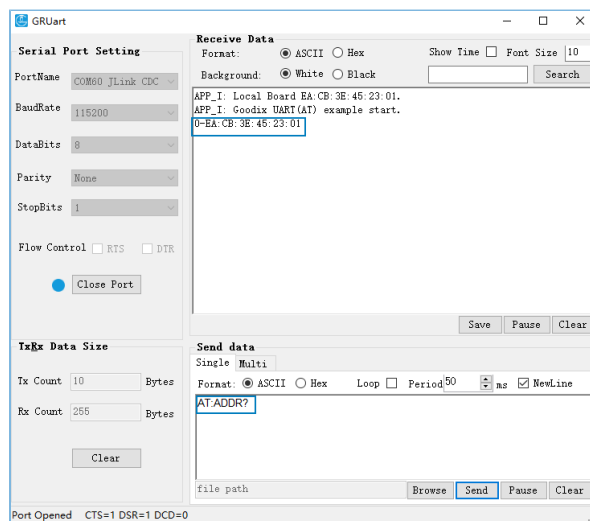 GRUart
Serial Port Setting
PortName COM60 JLink CDC
BaudRate 115200
DataBits 8
Parity None
StopBits 1
Flow Control RTS DTR
Close Port
TxRx Data Size
Tx Count 10 Bytes
Rx Count 255 Bytes
Clear
Receive Data
Format: ASCII Hex Show Time Font Size 10
Background: White Black Search
APP_I: Local Board EA:CB:3E:45:23:01.
APP_I: Goodix UART(AT) example start.
0-EA:CB:3E:45:23:01
Save Pause Clear
Send data
Single Multi
Format: ASCII Hex Loop Period 50 ms NewLine
AT:ADDR?
file path Browse Send Pause Clear
Port Opened CTS=1 DSR=1 DCD=0